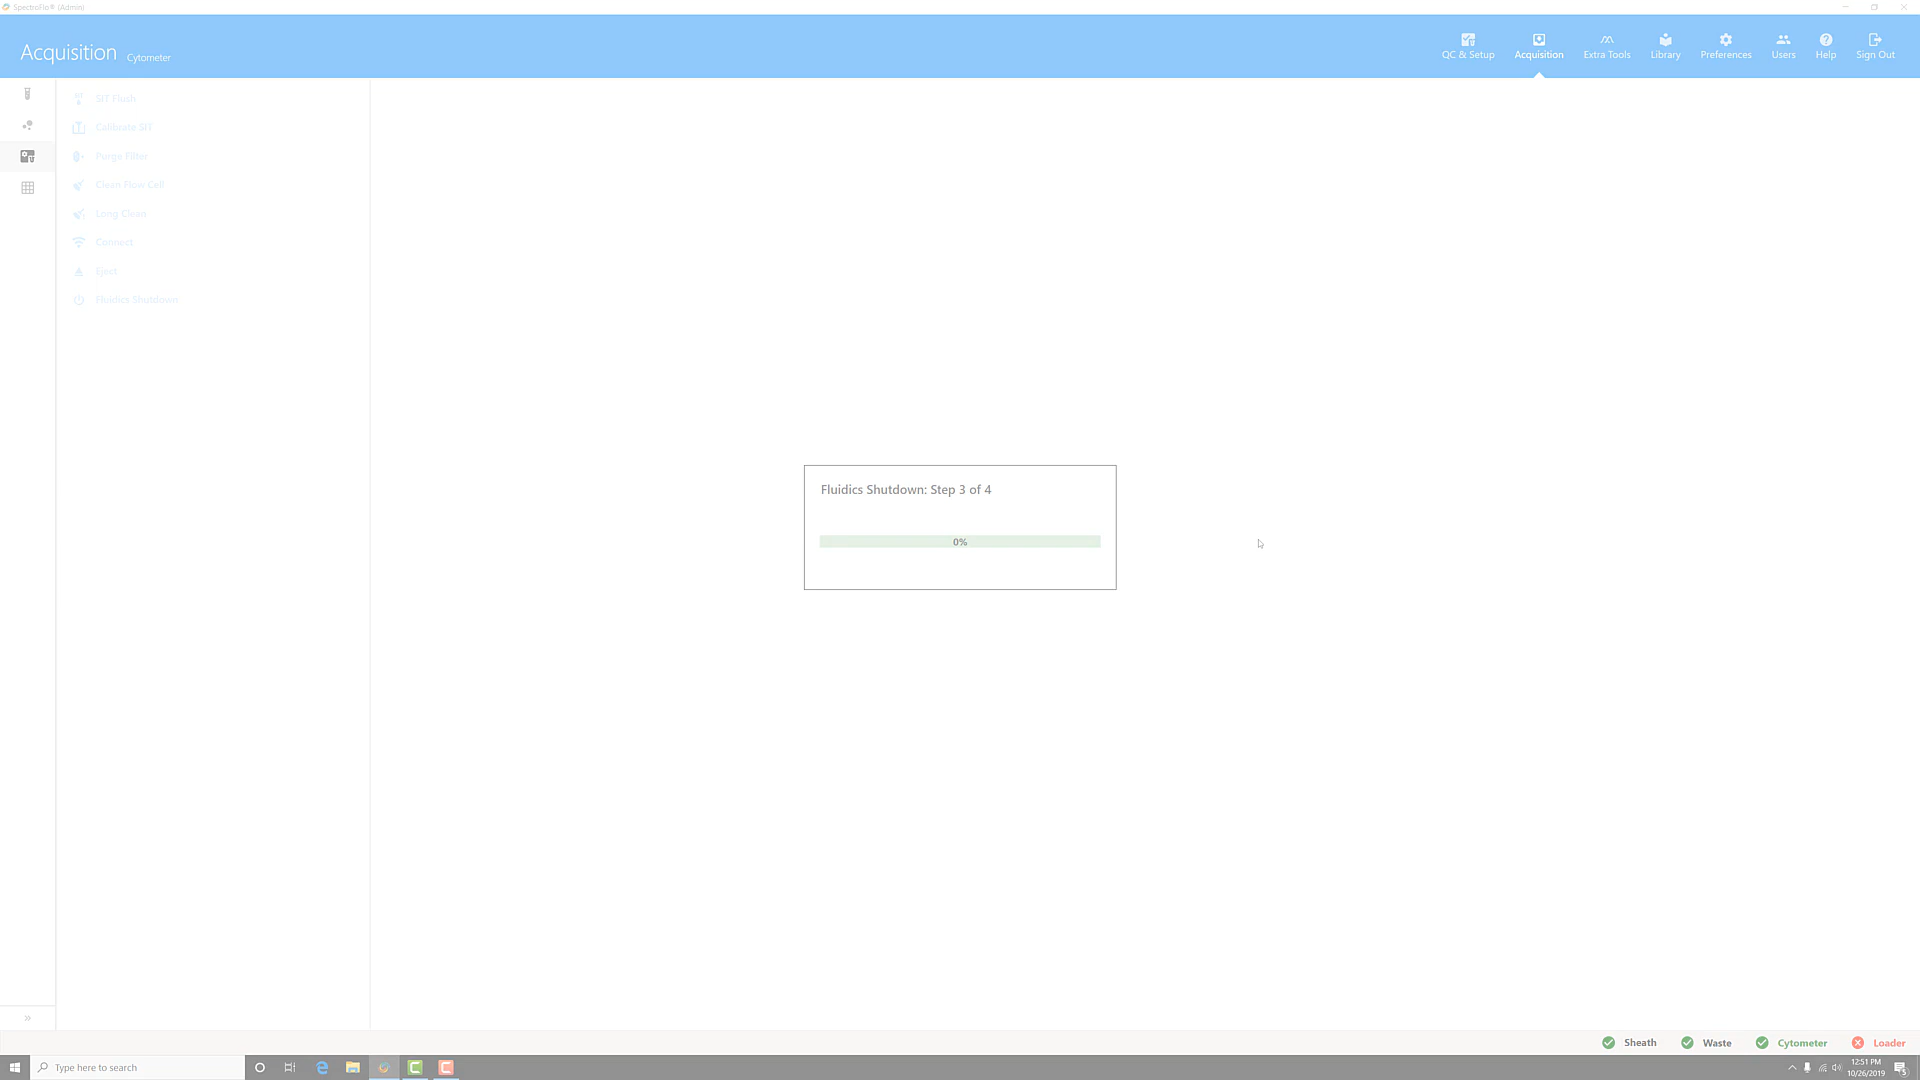 SpectroFlo® (Admin)
Acquisition Cytometer
QC & Setup
Acquisition
Extra Tools
Library
Preferences
Users
Help
Sign Out
SIT Flush
Calibrate SIT
Purge Filter
Clean Flow Cell
Long Clean
Connect
Eject
Fluidics Shutdown
Fluidics Shutdown: Step 3 of 4
0%
Sheath
Waste
Cytometer
Loader
Type here to search
12:51 PM
10/26/2019
5